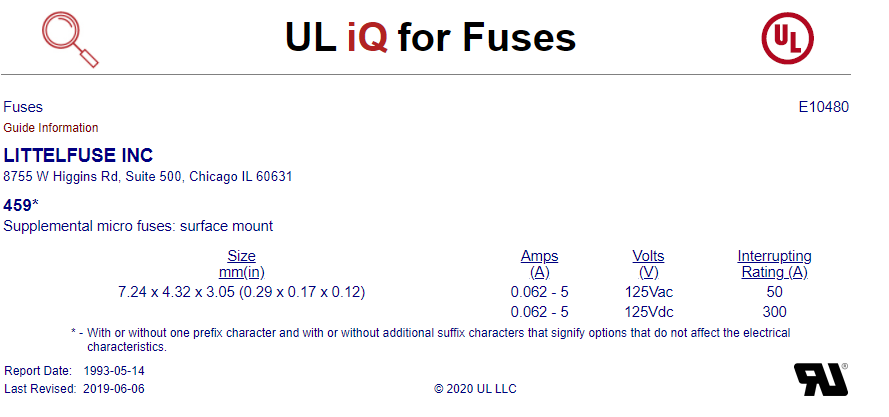 UL iQ for Fuses
UL
Fuses E10480
Guide Information
LITTELFUSE INC
8755 W Higgins Rd, Suite 500, Chicago IL 60631
459*
Supplemental micro fuses: surface mount
Size Amps Volts Interrupting
mm(in) (A) (V) Rating (A)
7.24 x 4.32 x 3.05 (0.29 x 0.17 x 0.12) 0.062 - 5 125Vac 50
0.062 - 5 125Vdc 300
* - With or without one prefix character and with or without additional suffix characters that signify options that do not affect the electrical
characteristics.
Report Date: 1993-05-14
Last Revised: 2019-06-06 © 2020 UL LLC
®